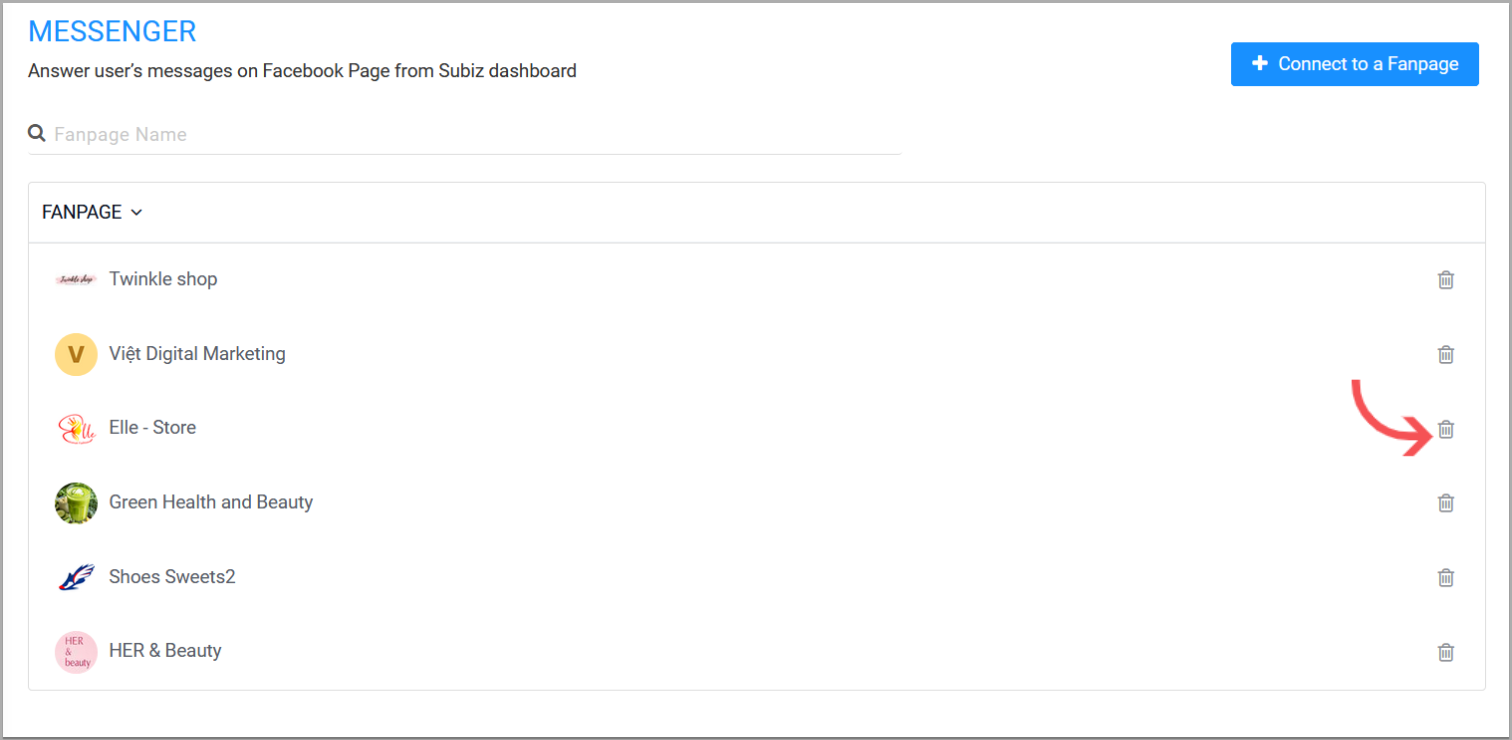 MESSENGER
Answer user's messages on Facebook Page from Subiz dashboard
Connect to a Fanpage
Fanpage Name
FANPAGE
Twinkle shop
Twinkle shop
V
Việt Digital Marketing
Elle
Elle - Store
Green Health and Beauty
Shoes Sweets2
HER
&
beauty
HER & Beauty